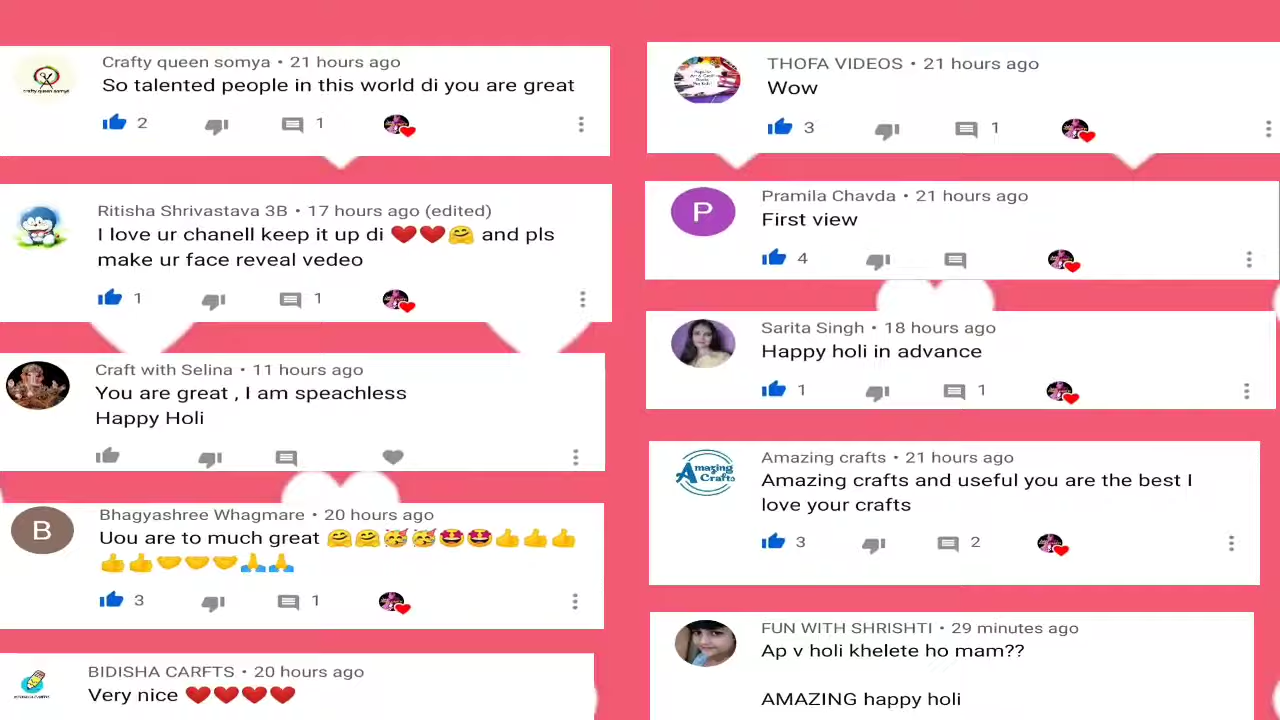 Crafty queen somya • 21 hours ago
So talented people in this world di you are great
2
1
Ritisha Shrivastava 3B • 17 hours ago (edited)
I love ur chanell keep it up di ❤️❤️🤗 and pls
make ur face reveal vedeo
1
1
Craft with Selina • 11 hours ago
You are great , I am speachless
Happy Holi
B
Bhagyashree Whagmare • 20 hours ago
Uou are to much great 🤗🤗🥳🥳🤩🤩👍👍👍
👍👍🤝🤝🤝🙏🙏
3
1
BIDISHA CARFTS • 20 hours ago
Very nice ❤️❤️❤️❤️
THOFA VIDEOS • 21 hours ago
Wow
3
1
P
Pramila Chavda • 21 hours ago
First view
4
Sarita Singh • 18 hours ago
Happy holi in advance
1
1
Amazing
Crafts
Amazing crafts • 21 hours ago
Amazing crafts and useful you are the best I
love your crafts
3
2
FUN WITH SHRISHTI • 29 minutes ago
Ap v holi khelete ho mam??
AMAZING happy holi